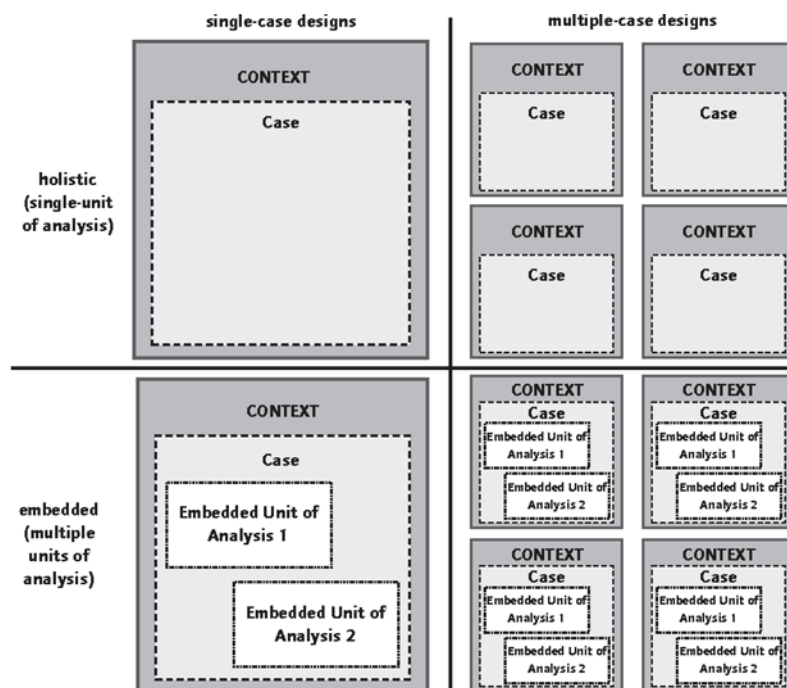 single-case designs
multiple-case designs
holistic
(single-unit
of analysis)
CONTEXT
Case
CONTEXT
Case
CONTEXT
Case
CONTEXT
Case
CONTEXT
Case
embedded
(multiple
units of
analysis)
CONTEXT
Case
Embedded Unit of
Analysis 1
Embedded Unit of
Analysis 2
CONTEXT
Case
Embedded Unit of
Analysis 1
Embedded Unit of
Analysis 2
CONTEXT
Case
Embedded Unit of
Analysis 1
Embedded Unit of
Analysis 2
CONTEXT
Case
Embedded Unit of
Analysis 1
Embedded Unit of
Analysis 2
CONTEXT
Case
Embedded Unit of
Analysis 1
Embedded Unit of
Analysis 2